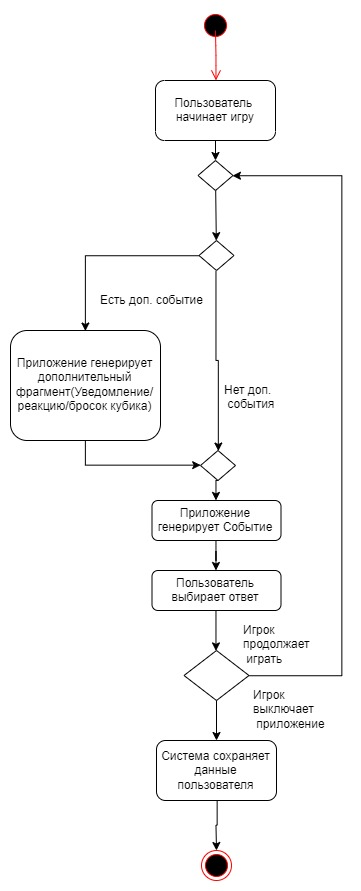 Пользователь
начинает игру
Есть доп. событие
Приложение генерирует
дополнительный
фрагмент(Уведомление/
реакцию/бросок кубика)
Нет доп.
события
Приложение
генерирует Событие
Пользователь
выбирает ответ
Игрок
продолжает
играть
Игрок
выключает
приложение
Система сохраняет
данные
пользователя